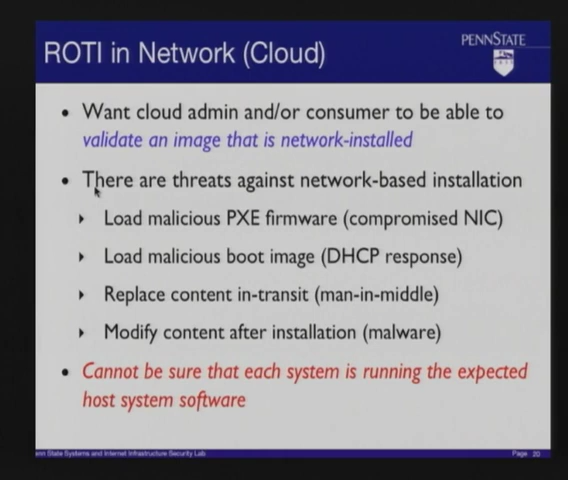 ROTI in Network (Cloud)
PENNSTATE
• Want cloud admin and/or consumer to be able to
validate an image that is network-installed
• There are threats against network-based installation
Load malicious PXE firmware (compromised NIC)
Load malicious boot image (DHCP response)
Replace content in-transit (man-in-middle)
Modify content after installation (malware)
• Cannot be sure that each system is running the expected
host system software
enn State Systems and Internet Infrastructure Security Lab
Page 20